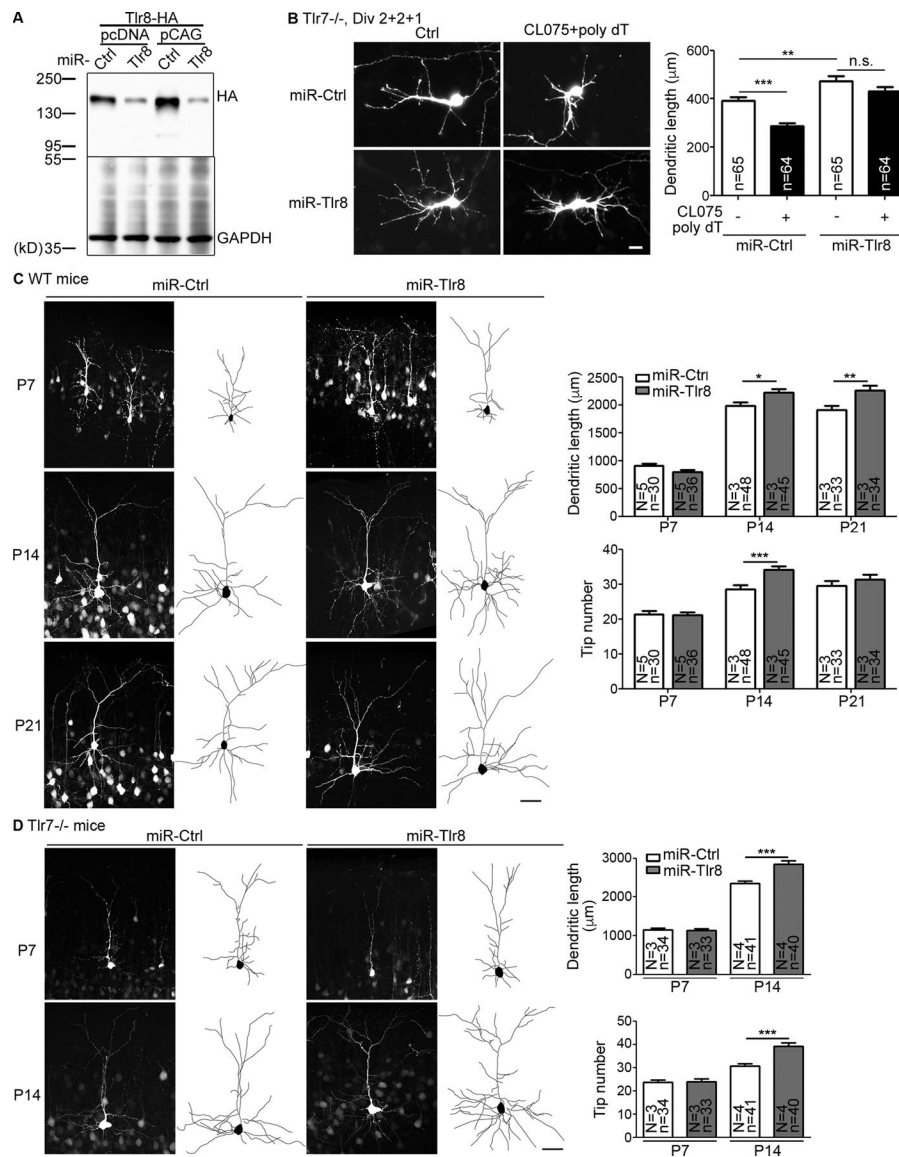 A
Tlr8-HA
pcDNA pCAG
miR- Ctrl Tlr8 Ctrl Tlr8
250
130
95
55
(kD) 35
HA
GAPDH
B Tlr7-/-, Div 2+2+1
Ctrl CL075+poly dT
miR-Ctrl
miR-Tlr8
Dendritic length (μm)
600
400
200
0
*** ** n.s.
n=65 n=64 n=65 n=64
CL075 poly dT - + - +
miR-Ctrl miR-Tlr8
C WT mice
miR-Ctrl miR-Tlr8
P7
P14
P21
miR-Ctrl
miR-Tlr8
Dendritic length (μm)
2500
2000
1500
1000
500
0
* **
N=5 n=30 N=5 n=36 N=3 n=48 N=3 n=45 N=3 n=33 N=3 n=34
P7 P14 P21
Tip number
40
30
20
10
0
***
N=5 n=30 N=5 n=36 N=3 n=48 N=3 n=45 N=3 n=33 N=3 n=34
P7 P14 P21
D Tlr7-/- mice
miR-Ctrl miR-Tlr8
P7
P14
miR-Ctrl
miR-Tlr8
Dendritic length (μm)
3000
2000
1000
0
***
N=3 n=34 N=3 n=33 N=4 n=41 N=4 n=40
P7 P14
Tip number
50
40
30
20
10
0
***
N=3 n=34 N=3 n=33 N=4 n=41 N=4 n=40
P7 P14